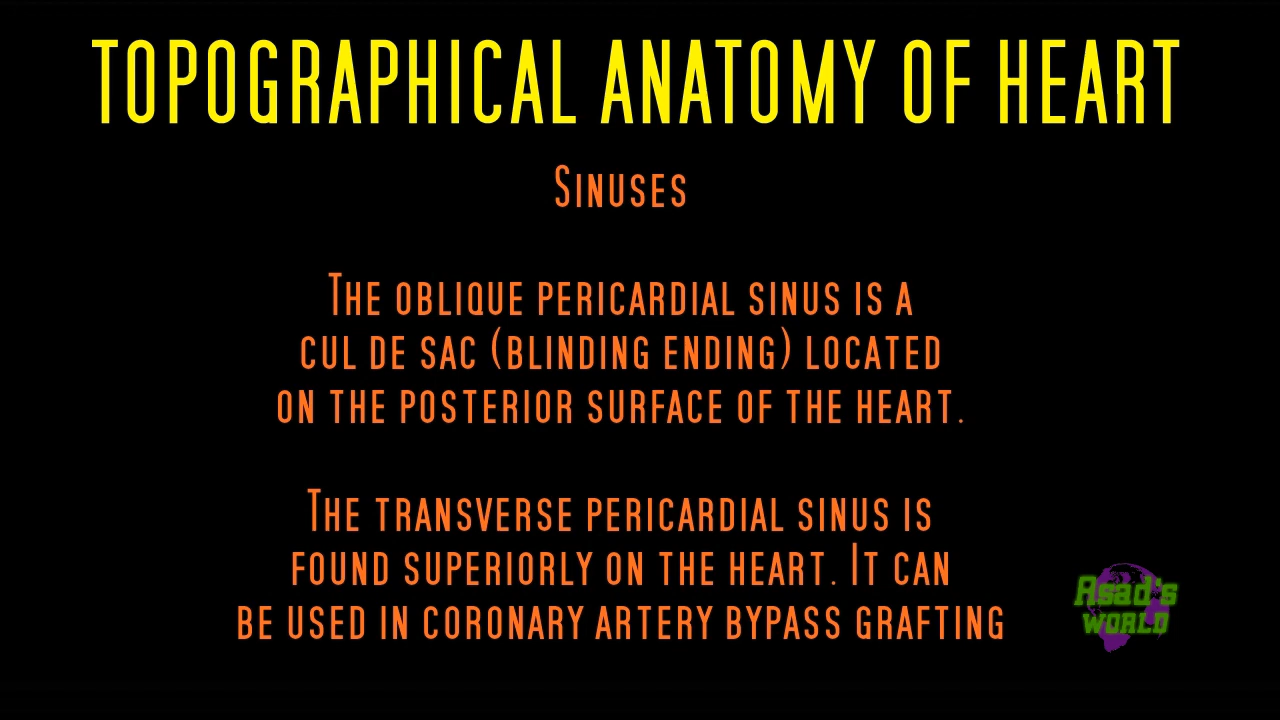 TOPOGRAPHICAL ANATOMY OF HEART
Sinuses
The oblique pericardial sinus is a
cul de sac (blinding ending) located
on the posterior surface of the heart.
The transverse pericardial sinus is
found superiorly on the heart. It can
be used in coronary artery bypass grafting
Asad's
WORLD